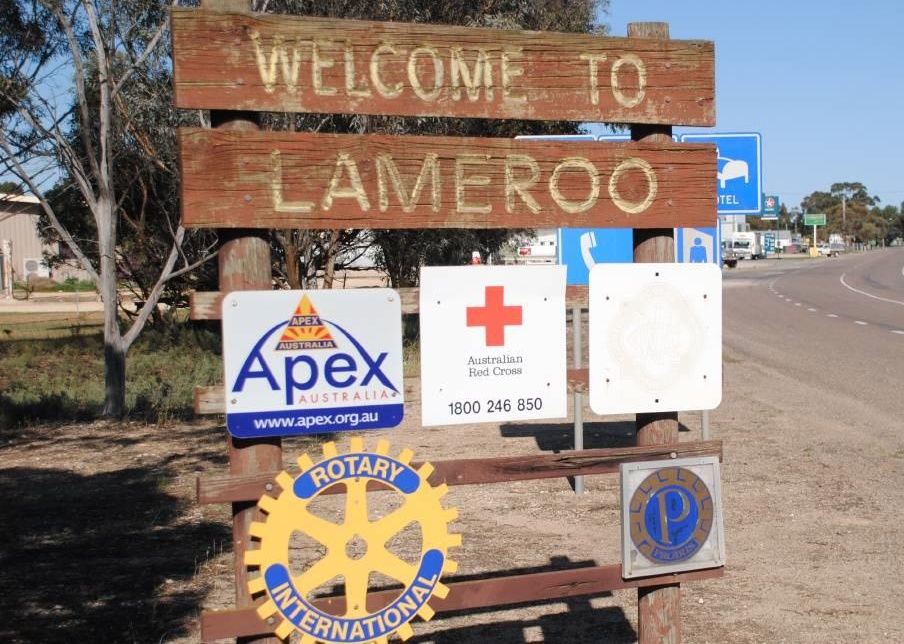 WELCOME TO
LAMEROO
APEX
AUSTRALIA
Apex
AUSTRALIA
www.apex.org.au
Australian
Red Cross
1800 246 850
ROTARY
INTERNATIONAL
P
PROBUS